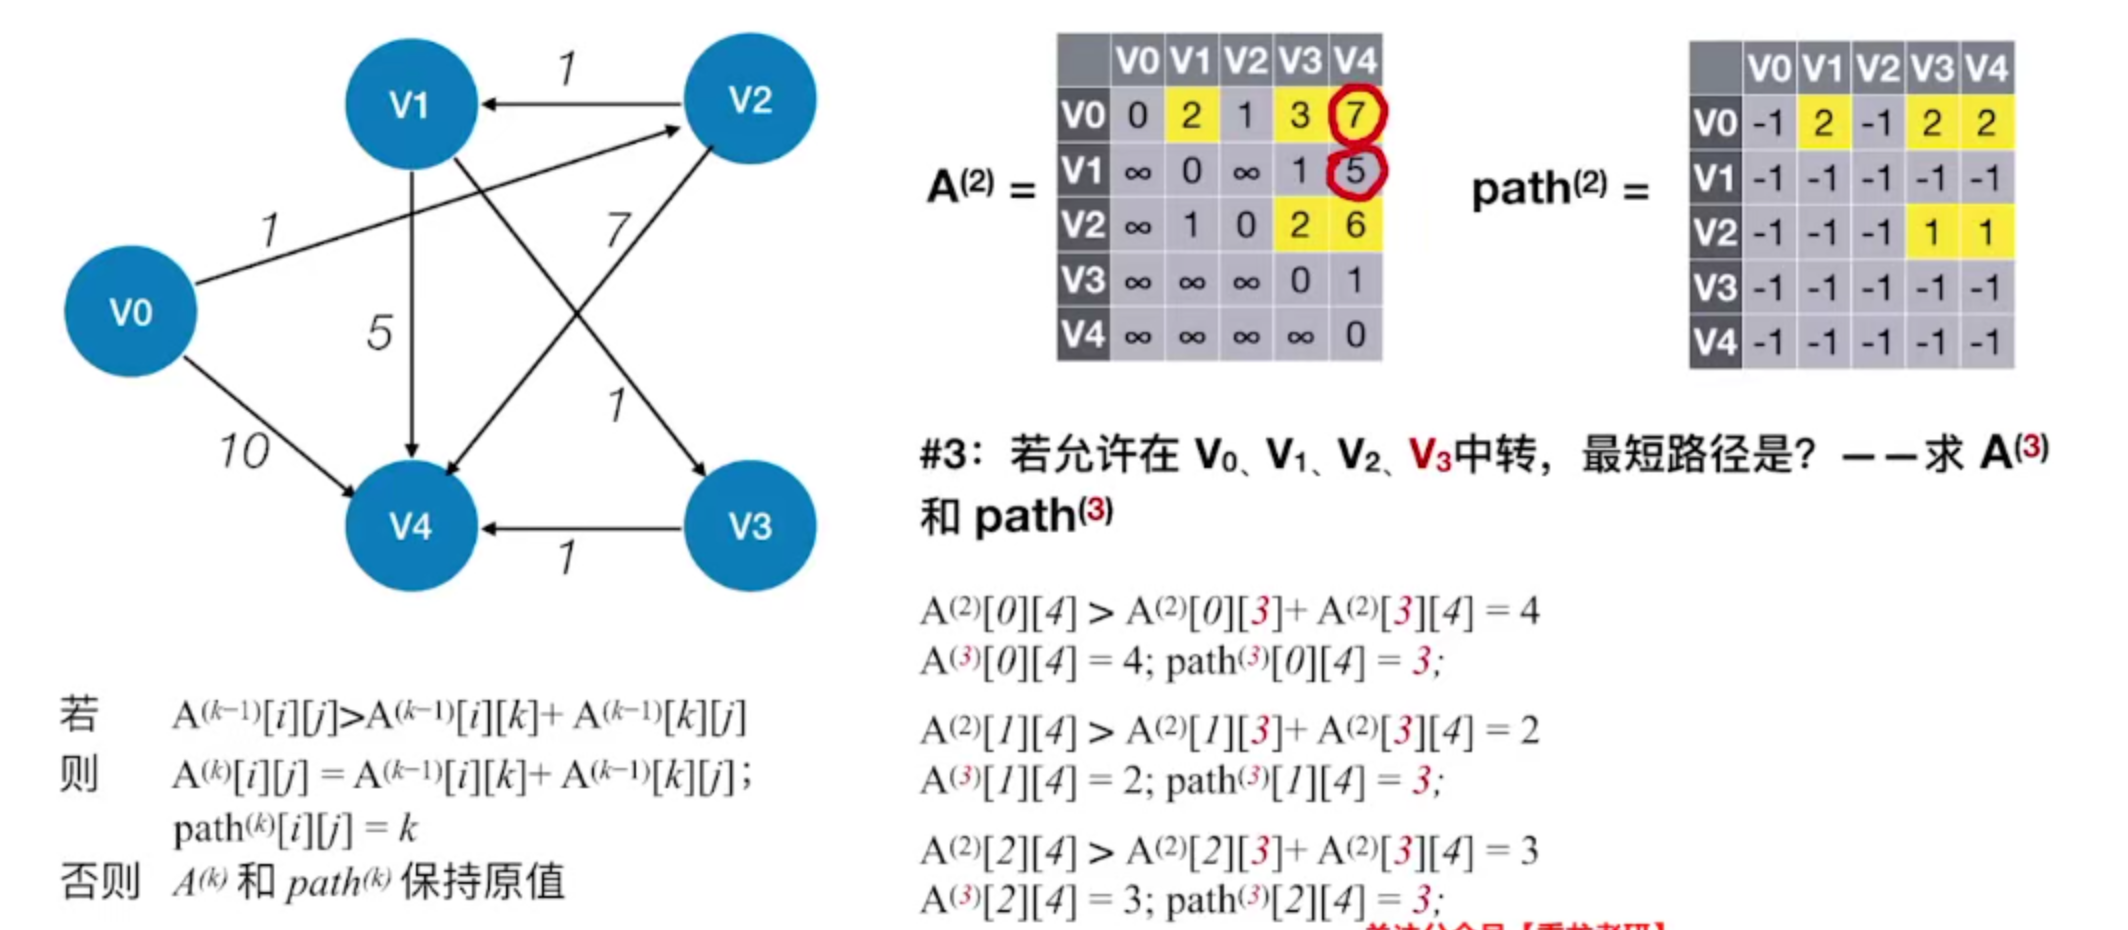 V1
V2
V0
V4
V3
1
1
7
5
1
10
1
若 A(k−1)[i][j]>A(k−1)[i][k]+ A(k−1)[k][j]
则 A(k)[i][j] = A(k−1)[i][k]+ A(k−1)[k][j];
path(k)[i][j] = k
否则 A(k) 和 path(k) 保持原值
A(2) =
V0 V1 V2 V3 V4
V0 0 2 1 3 7
V1 ∞ 0 ∞ 1 5
V2 ∞ 1 0 2 6
V3 ∞ ∞ ∞ 0 1
V4 ∞ ∞ ∞ ∞ 0
path(2) =
V0 V1 V2 V3 V4
V0 -1 2 -1 2 2
V1 -1 -1 -1 -1 -1
V2 -1 -1 -1 1 1
V3 -1 -1 -1 -1 -1
V4 -1 -1 -1 -1 -1
#3：若允许在 V0、V1、V2、V3中转，最短路径是？——求 A(3)
和 path(3)
A(2)[0][4] > A(2)[0][3]+ A(2)[3][4] = 4
A(3)[0][4] = 4; path(3)[0][4] = 3;
A(2)[1][4] > A(2)[1][3]+ A(2)[3][4] = 2
A(3)[1][4] = 2; path(3)[1][4] = 3;
A(2)[2][4] > A(2)[2][3]+ A(2)[3][4] = 3
A(3)[2][4] = 3; path(3)[2][4] = 3;